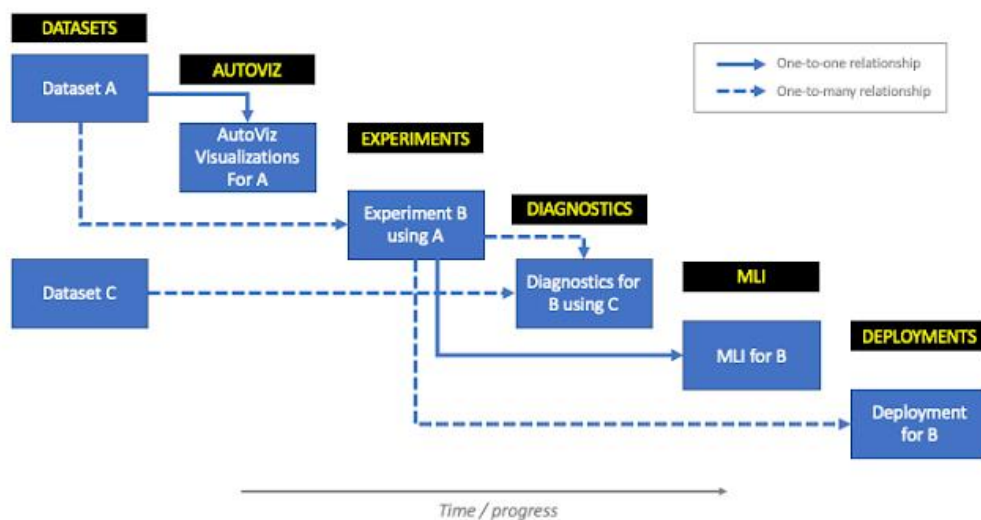 DATASETS
Dataset A
AUTOVIZ
AutoViz
Visualizations
For A
One-to-one relationship
One-to-many relationship
EXPERIMENTS
Experiment B
using A
DIAGNOSTICS
Dataset C
Diagnostics for
B using C
MLI
MLI for B
DEPLOYMENTS
Deployment
for B
Time / progress